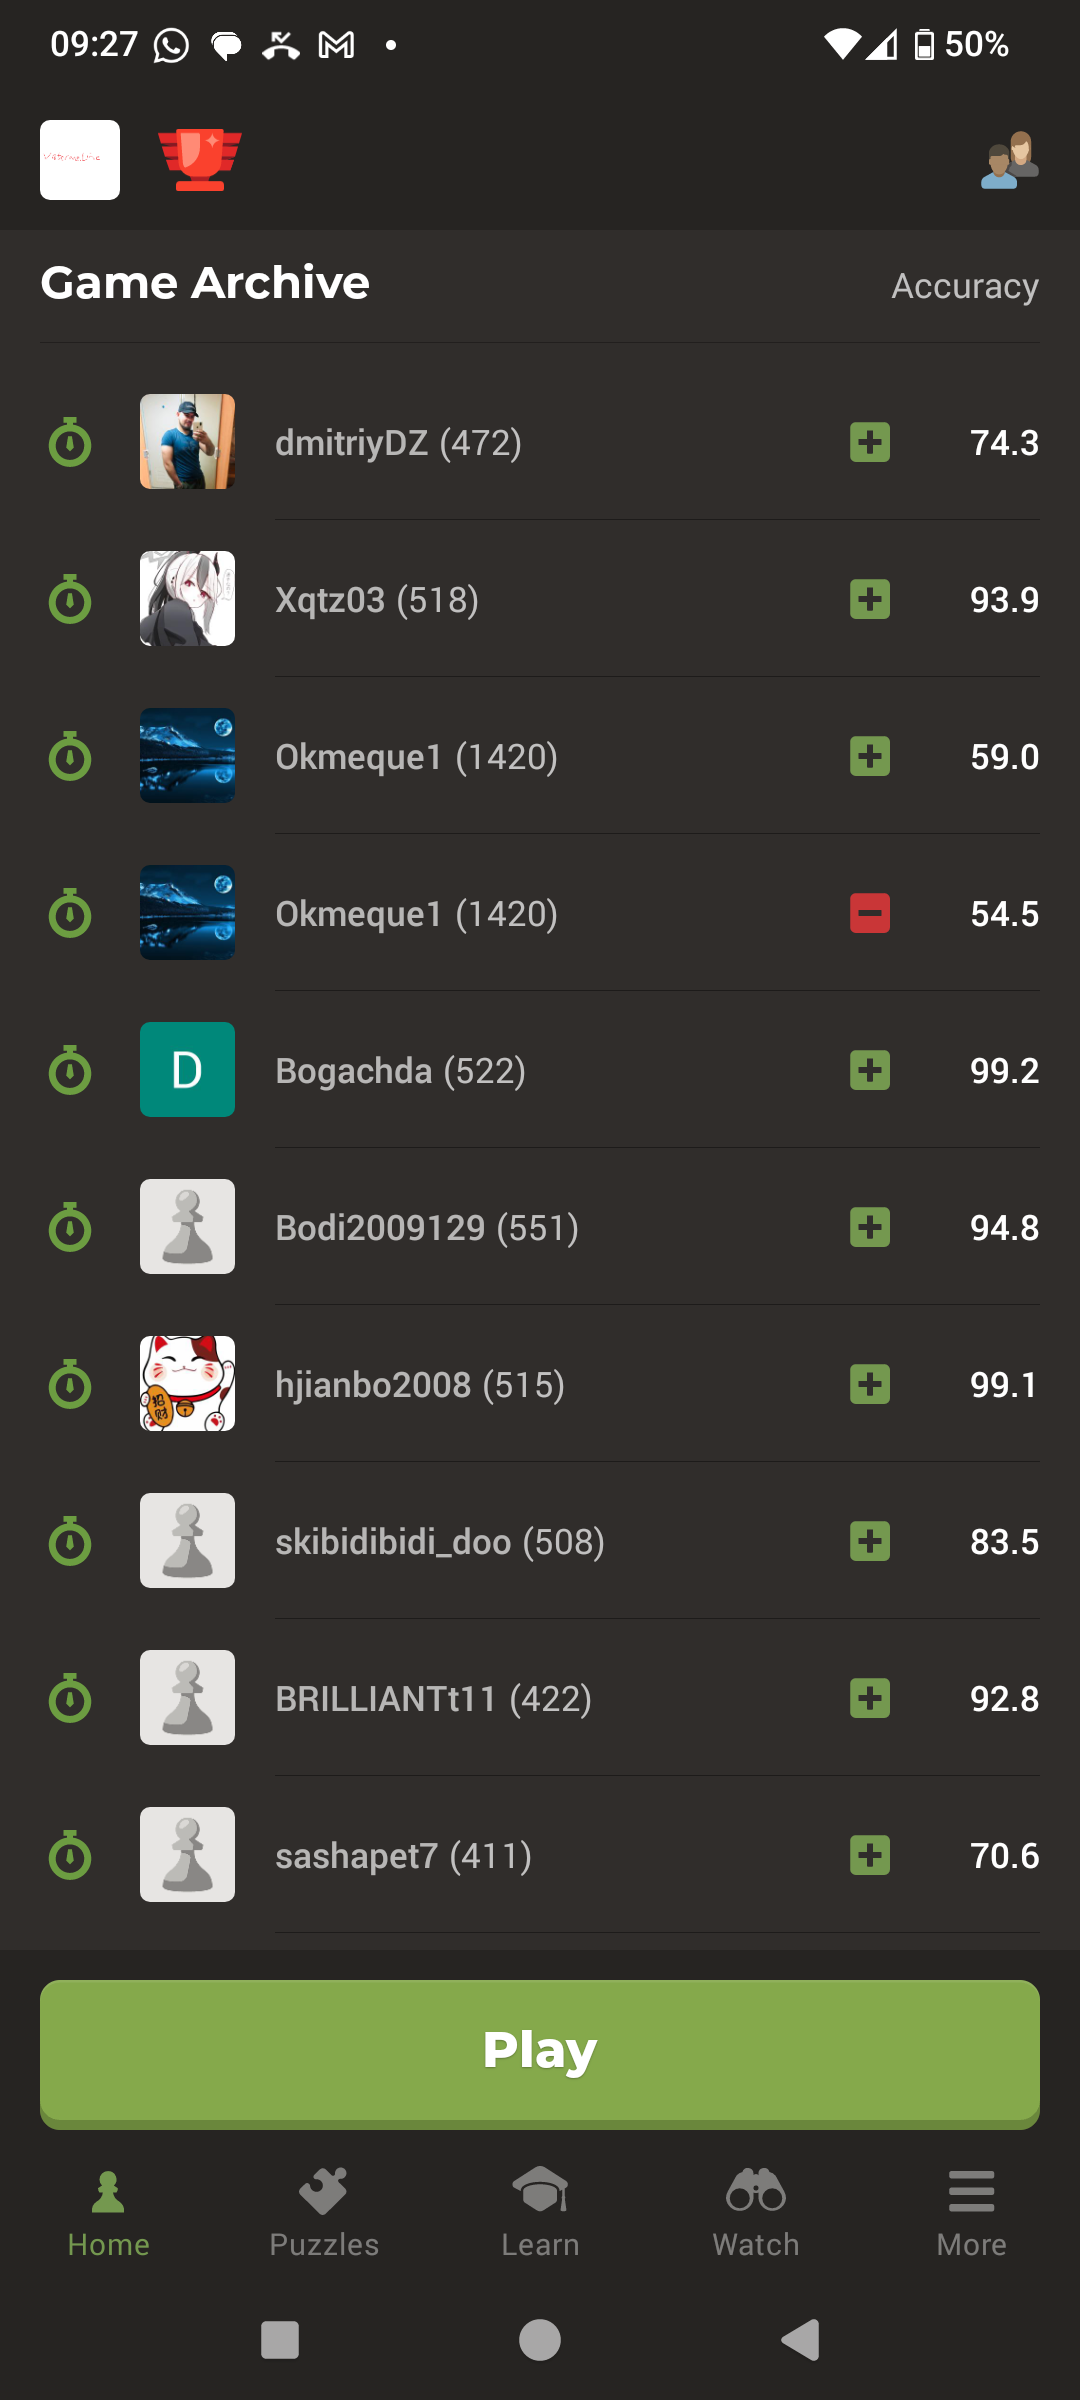 09:27
50%
Game Archive
Accuracy
dmitriyDZ (472)
74.3
Xqtz03 (518)
93.9
Okmeque1 (1420)
59.0
Okmeque1 (1420)
54.5
D
Bogachda (522)
99.2
Bodi2009129 (551)
94.8
招财
hjianbo2008 (515)
99.1
skibidibidi_doo (508)
83.5
BRILLIANTt11 (422)
92.8
sashapet7 (411)
70.6
Play
Home
Puzzles
Learn
Watch
More